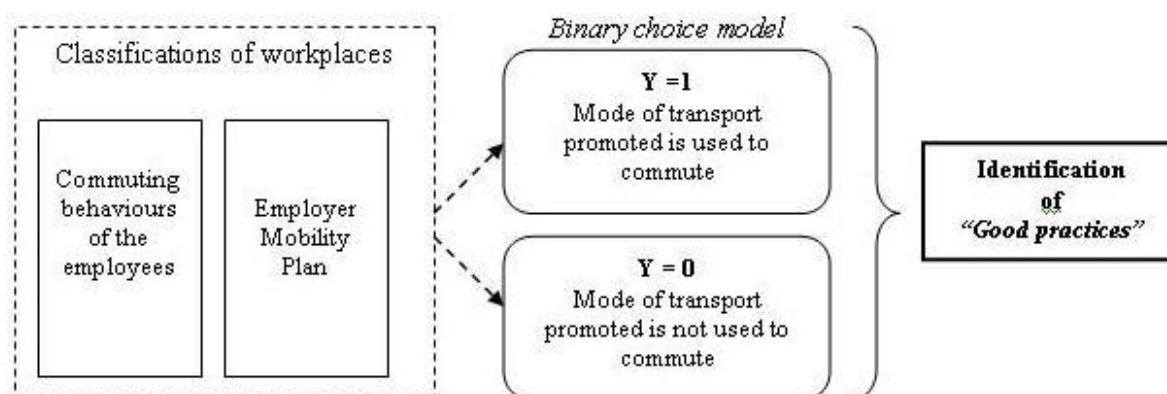 Classifications of workplaces
Commuting
behaviours
of the
employees
Employer
Mobility
Plan
Binary choice model
Y =1
Mode of transport
promoted is used to
commute
Y = 0
Mode of transport
promoted is not used to
commute
Identification
of
“Good practices”